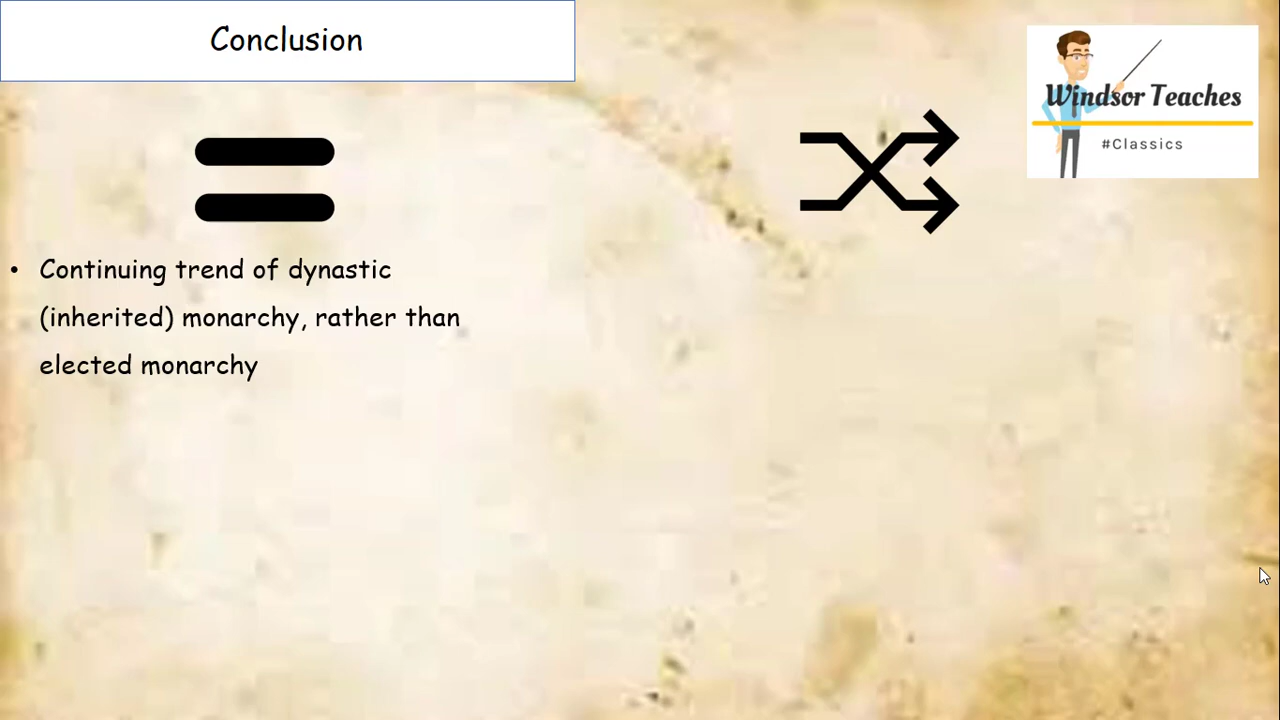 Conclusion
Windsor Teaches
#Classics
• Continuing trend of dynastic
(inherited) monarchy, rather than
elected monarchy